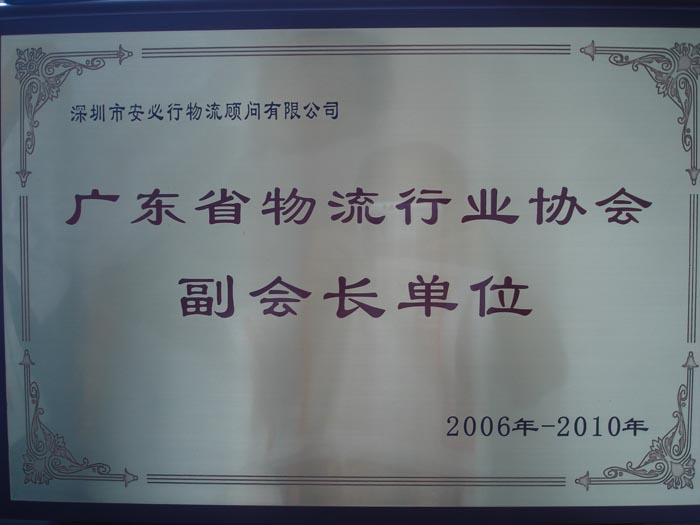 深圳市安必行物流顾问有限公司
广东省物流行业协会
副会长单位
2006年-2010年